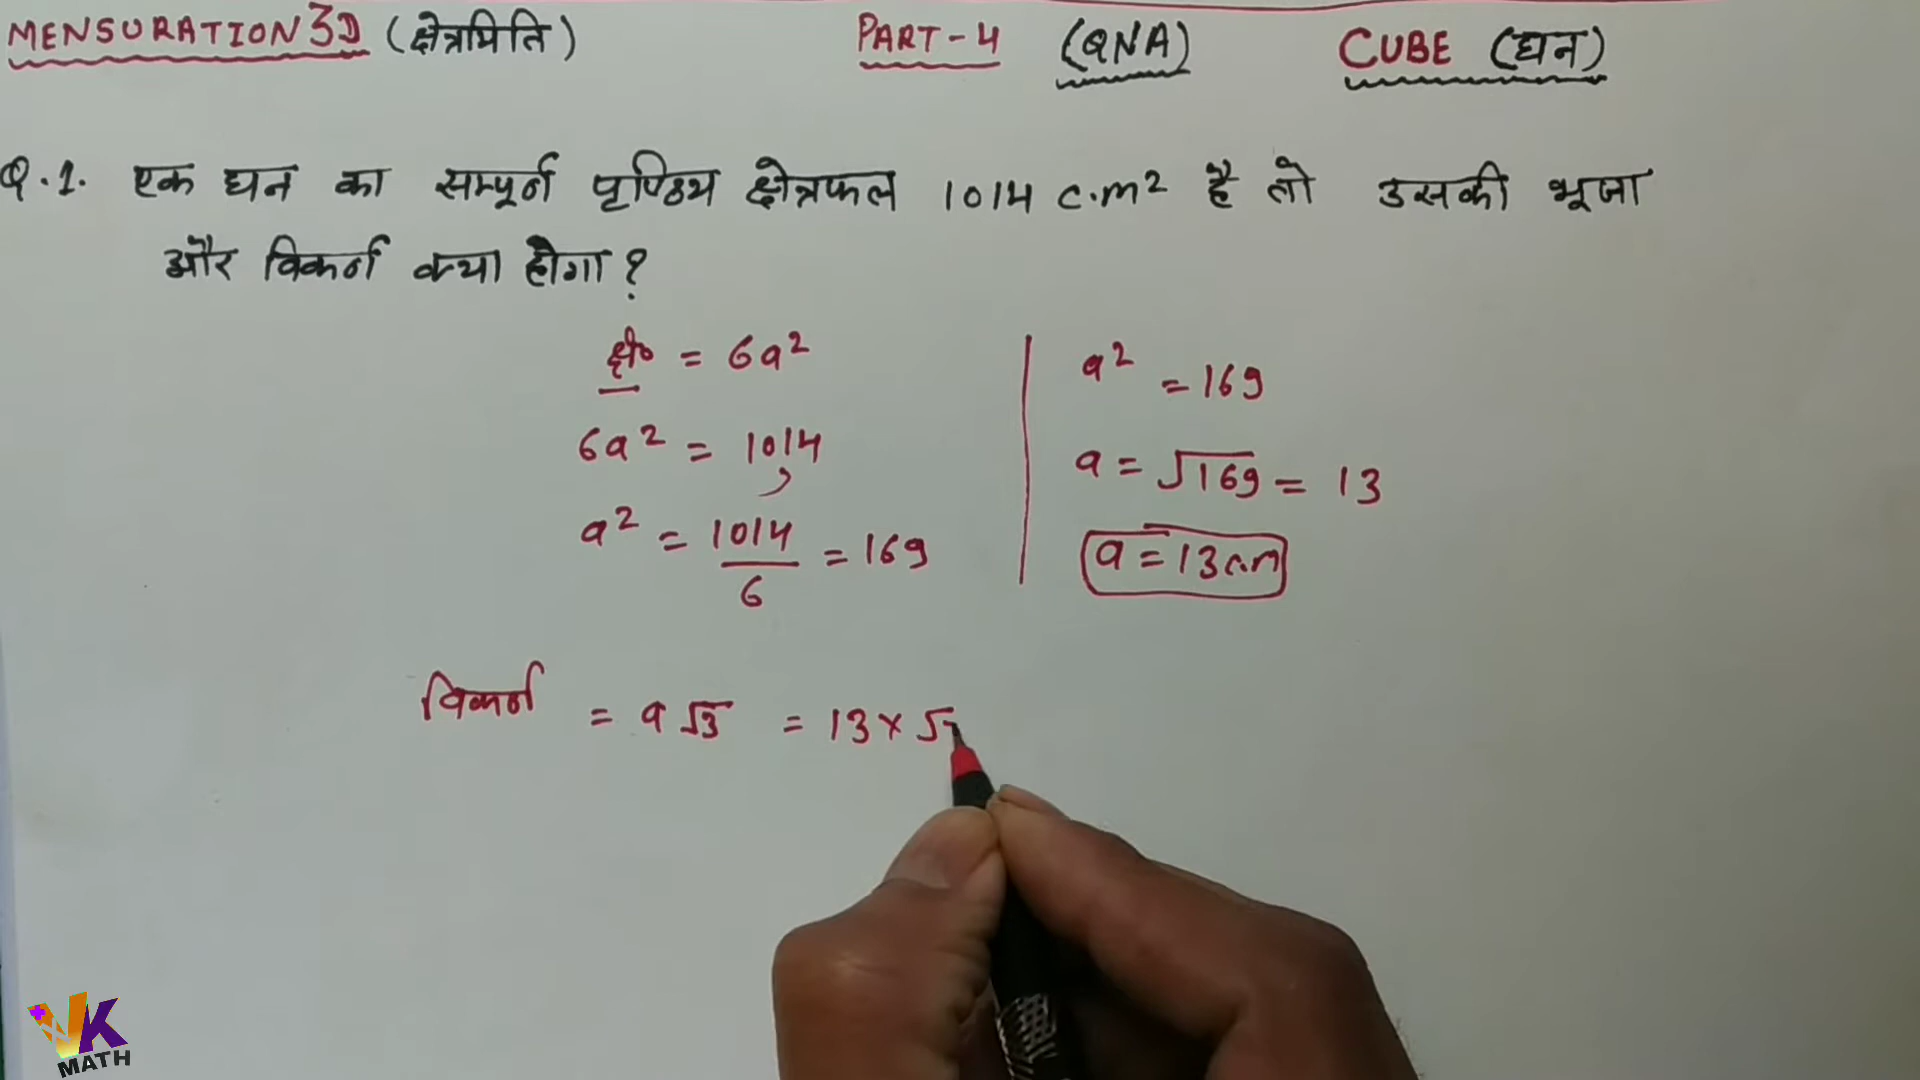 MENSURATION 3D (क्षेत्रमिति) PART-4 (QNA) CUBE (घन)
Q.1. एक घन का सम्पूर्न पृष्ठिय क्षेत्रफल 1014 c.m² है तो उसकी भूजा
और विकर्न क्या होगा?
क्षे० = 6a²
6a² = 1014
a² = 1014/6 = 169
a² = 169
a = √169 = 13
a = 13 c.m
विकर्न = a√3 = 13 × √
VK
MATH